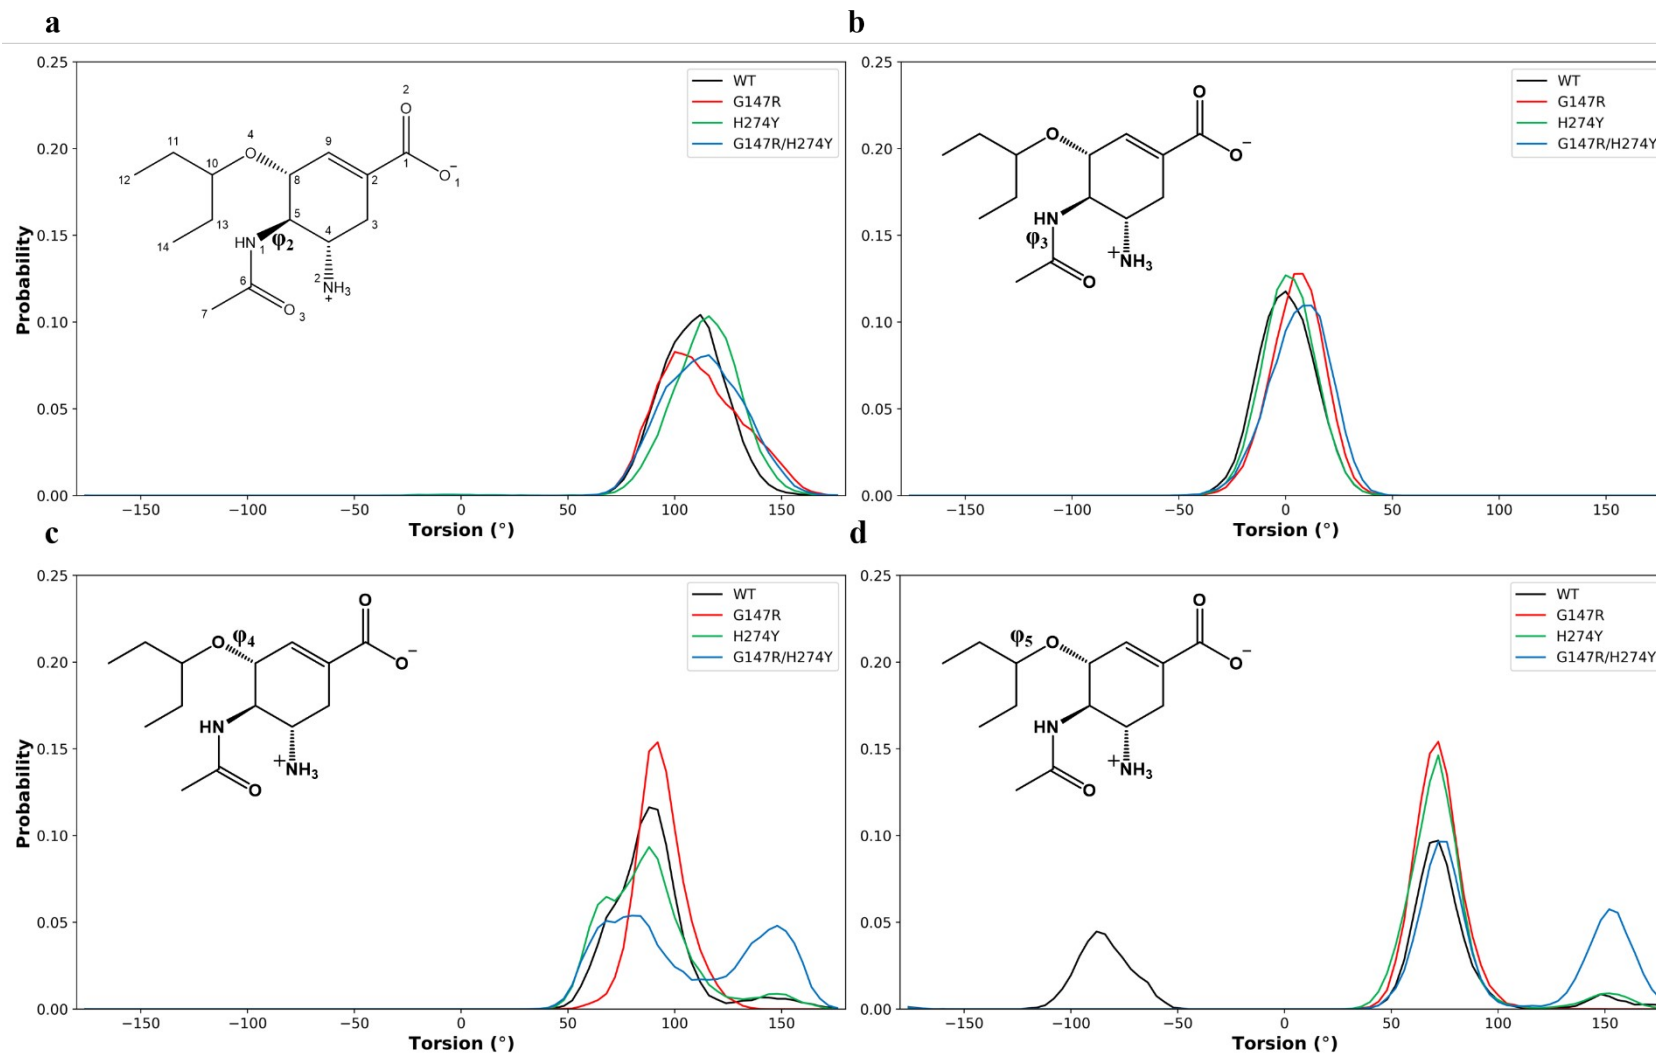 a
b
0.25
0.20
0.15
0.10
0.05
0.00
Probability
−150 −100 −50 0 50 100 150
Torsion (°)
WT
G147R
H274Y
G147R/H274Y
2
O
11
4
O
9
12
10
8
1
O⁻ 1
2
13
5
4
3
14
HN 1
φ₂
6
2 NH₃
+
7
O 3
0.25
0.20
0.15
0.10
0.05
0.00
−150 −100 −50 0 50 100 150
Torsion (°)
WT
G147R
H274Y
G147R/H274Y
O
O
O⁻
HN
φ₃
+NH₃
O
c
d
0.25
0.20
0.15
0.10
0.05
0.00
Probability
−150 −100 −50 0 50 100 150
Torsion (°)
WT
G147R
H274Y
G147R/H274Y
O
O φ₄
O⁻
HN
+NH₃
O
0.25
0.20
0.15
0.10
0.05
0.00
−150 −100 −50 0 50 100 150
Torsion (°)
WT
G147R
H274Y
G147R/H274Y
O
φ₅ O
O⁻
HN
+NH₃
O